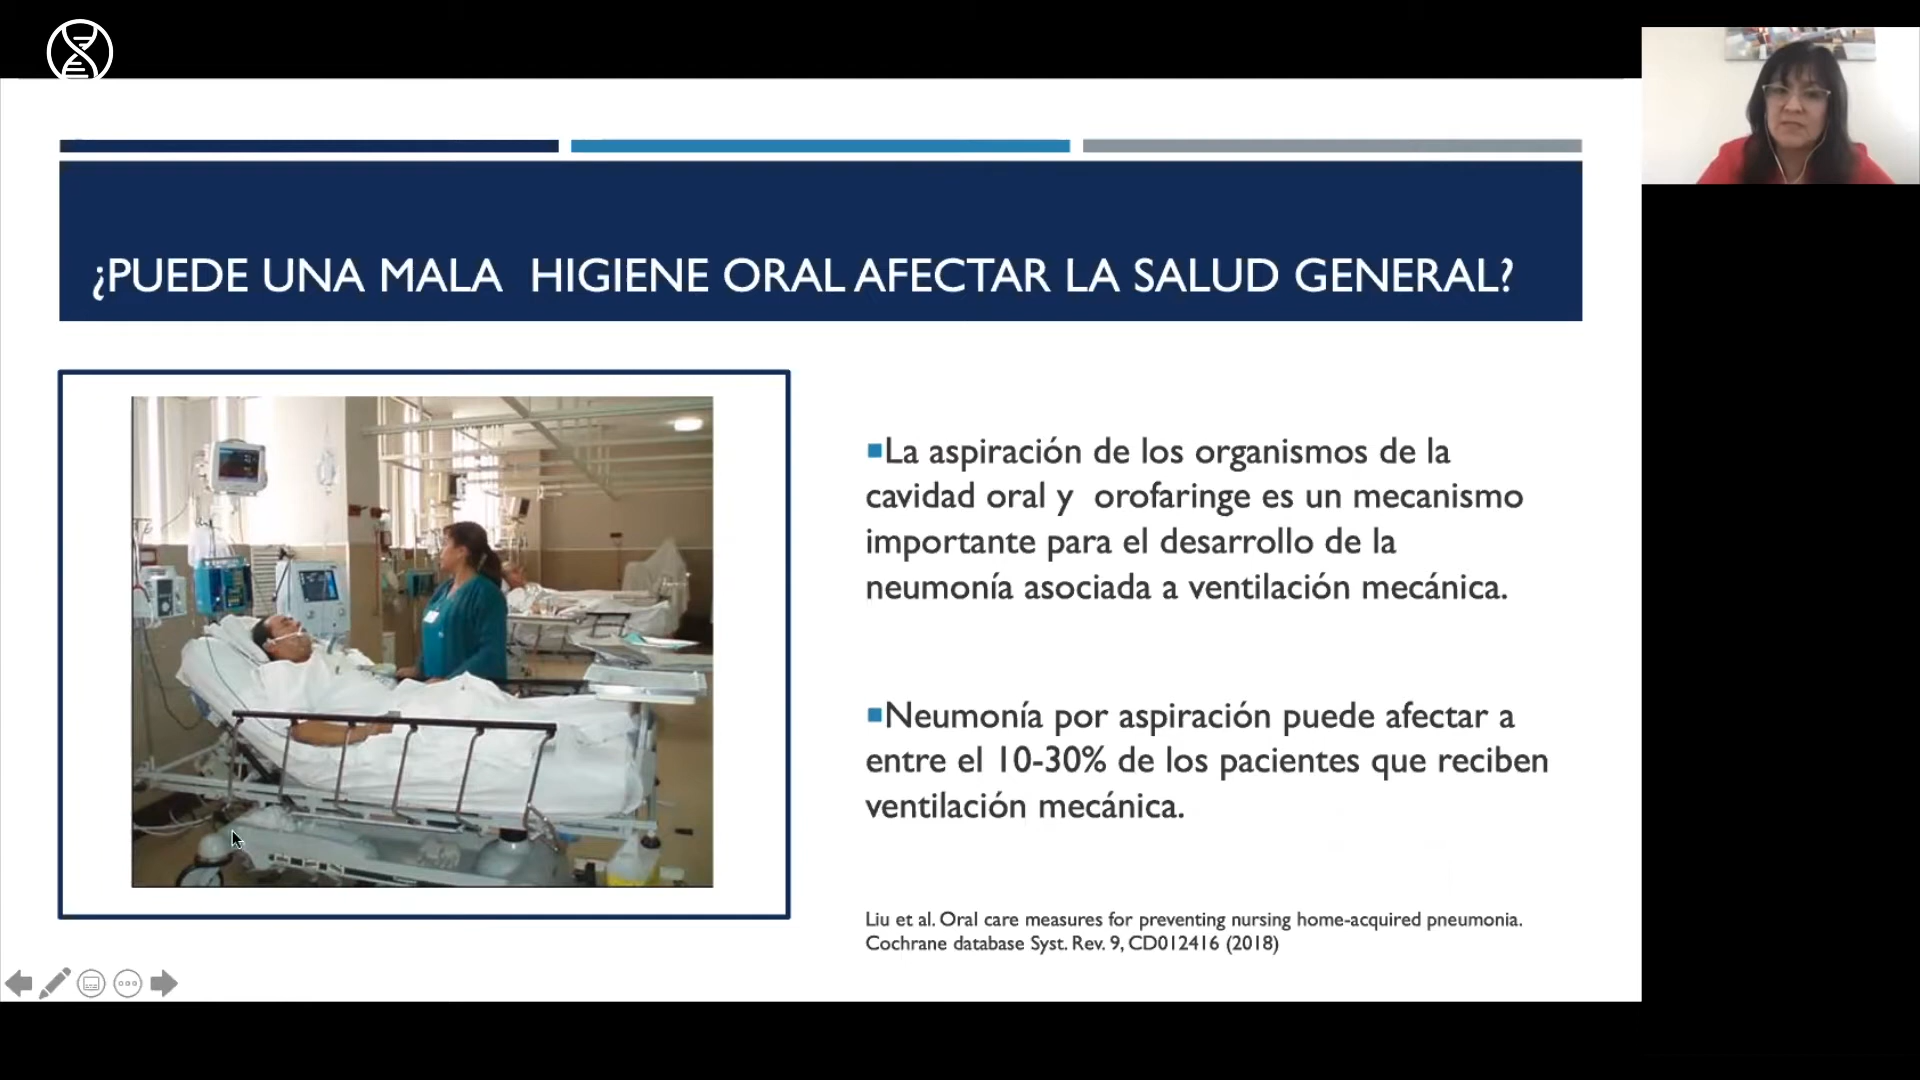 ¿PUEDE UNA MALA  HIGIENE ORAL AFECTAR LA SALUD GENERAL?
▪La aspiración de los organismos de la
cavidad oral y  orofaringe es un mecanismo
importante para el desarrollo de la
neumonía asociada a ventilación mecánica.
▪Neumonía por aspiración puede afectar a
entre el 10-30% de los pacientes que reciben
ventilación mecánica.
Liu et al. Oral care measures for preventing nursing home-acquired pneumonia.
Cochrane database Syst. Rev. 9, CD012416 (2018)